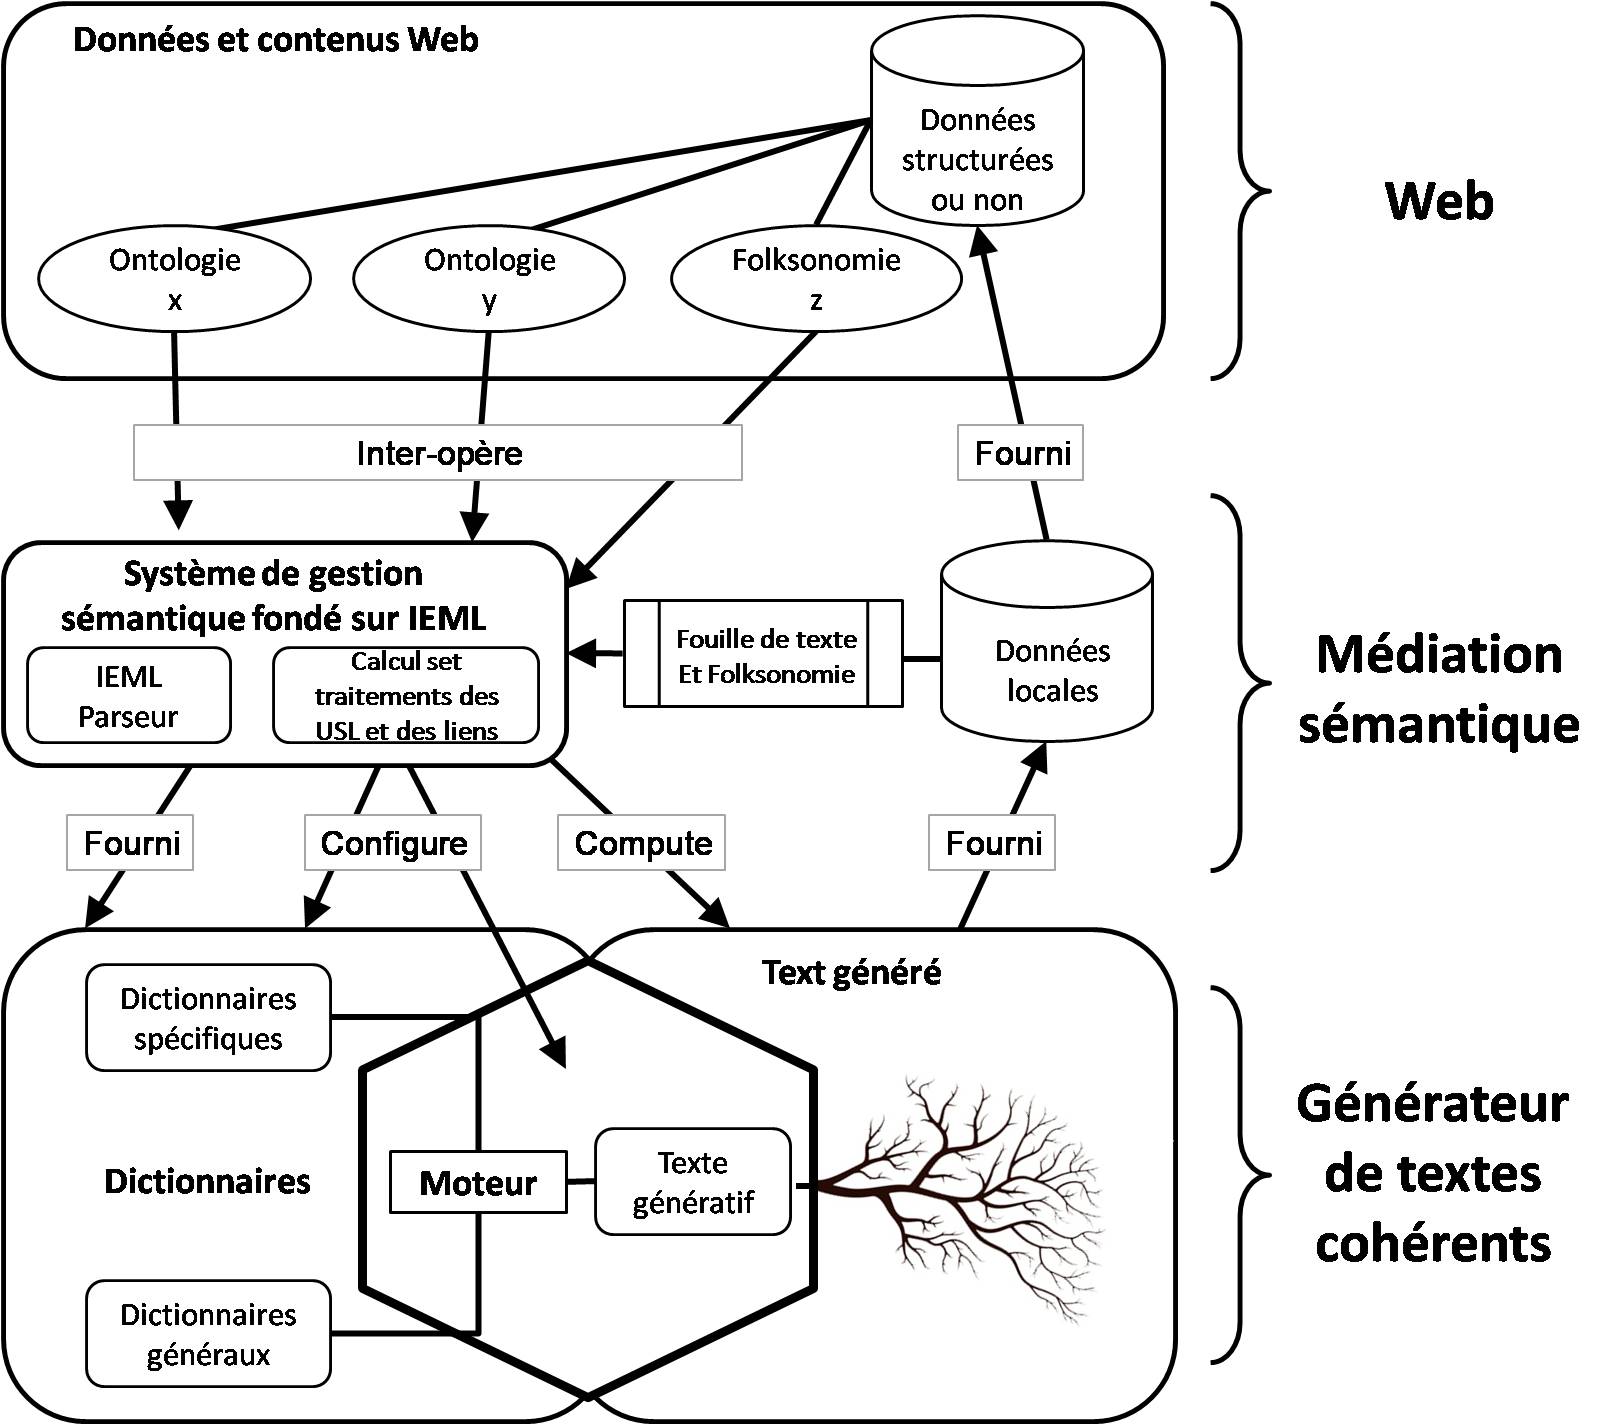 Données et contenus Web
Données
structurées
ou non
Web
Ontologie
x
Ontologie
y
Folksonomie
z
Inter-opère
Fourni
Système de gestion
sémantique fondé sur IEML
IEML
Parseur
Calcul set
traitements des
USL et des liens
Fouille de texte
Et Folksonomie
Données
locales
Médiation
sémantique
Fourni
Configure
Compute
Fourni
Text généré
Dictionnaires
spécifiques
Dictionnaires
Moteur
Texte
génératif
Dictionnaires
généraux
Générateur
de textes
cohérents